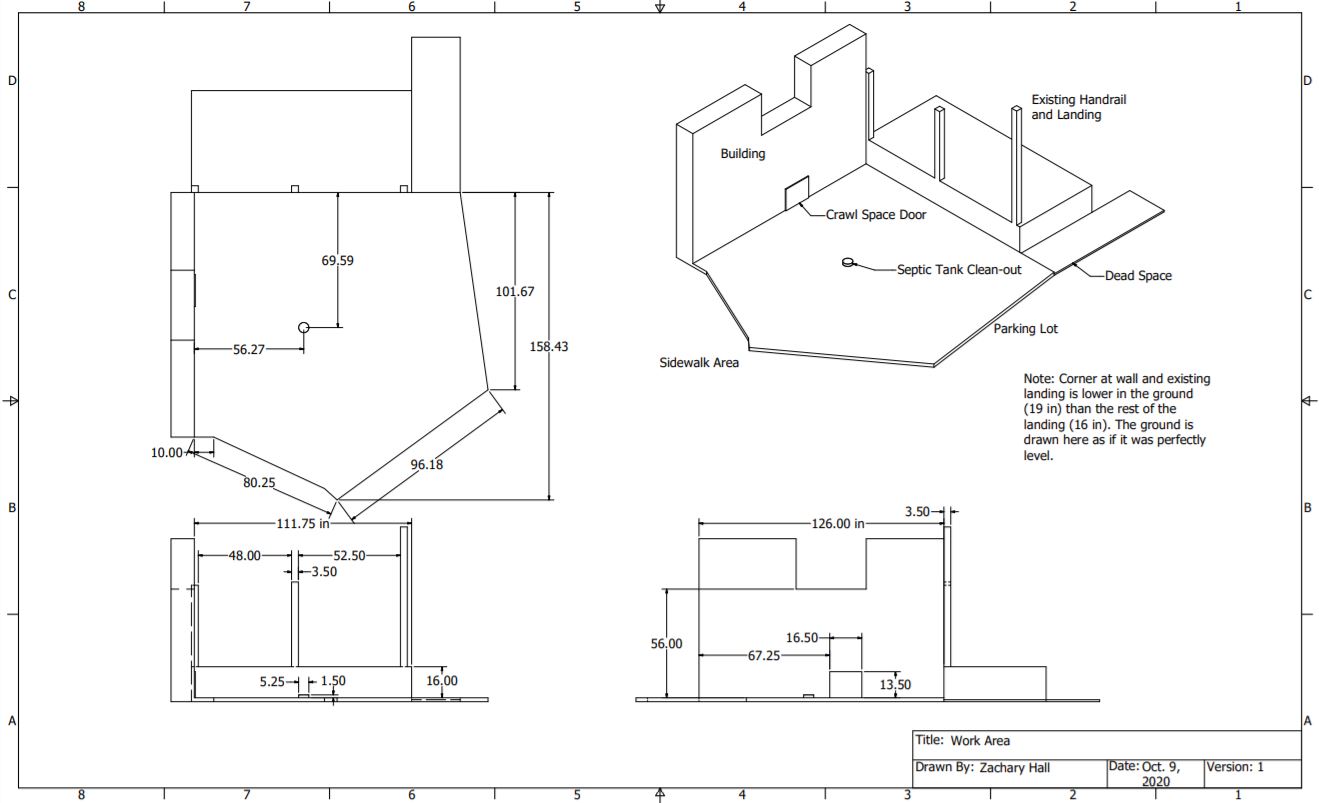 8 7 6 5 4 3 2 1
D
D
C
C
B
B
A
A
69.59
101.67
158.43
56.27
10.00
80.25
96.18
Existing Handrail
and Landing
Building
Crawl Space Door
Septic Tank Clean-out
Dead Space
Parking Lot
Sidewalk Area
Note: Corner at wall and existing
landing is lower in the ground
(19 in) than the rest of the
landing (16 in). The ground is
drawn here as if it was perfectly
level.
111.75 in
48.00
52.50
3.50
5.25
1.50
16.00
3.50
126.00 in
56.00
16.50
67.25
13.50
Title: Work Area
Drawn By: Zachary Hall
Date: Oct. 9,
2020
Version: 1
8 7 6 5 4 3 2 1